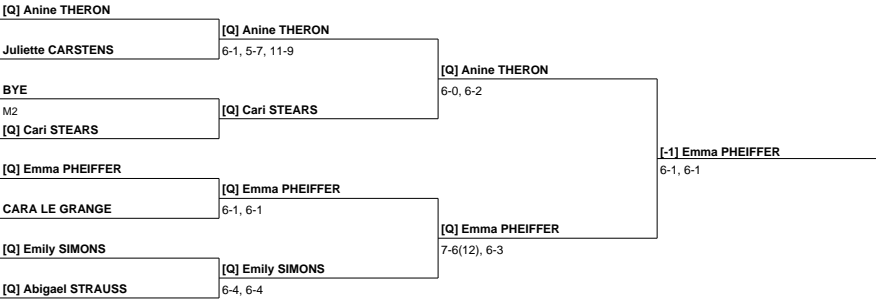 [Q] Anine THERON
Juliette CARSTENS
BYE
M2
[Q] Cari STEARS
[Q] Emma PHEIFFER
CARA LE GRANGE
[Q] Emily SIMONS
[Q] Abigael STRAUSS
[Q] Anine THERON
6-1, 5-7, 11-9
[Q] Cari STEARS
[Q] Emma PHEIFFER
6-1, 6-1
[Q] Emily SIMONS
6-4, 6-4
[Q] Anine THERON
6-0, 6-2
[Q] Emma PHEIFFER
7-6(12), 6-3
[-1] Emma PHEIFFER
6-1, 6-1